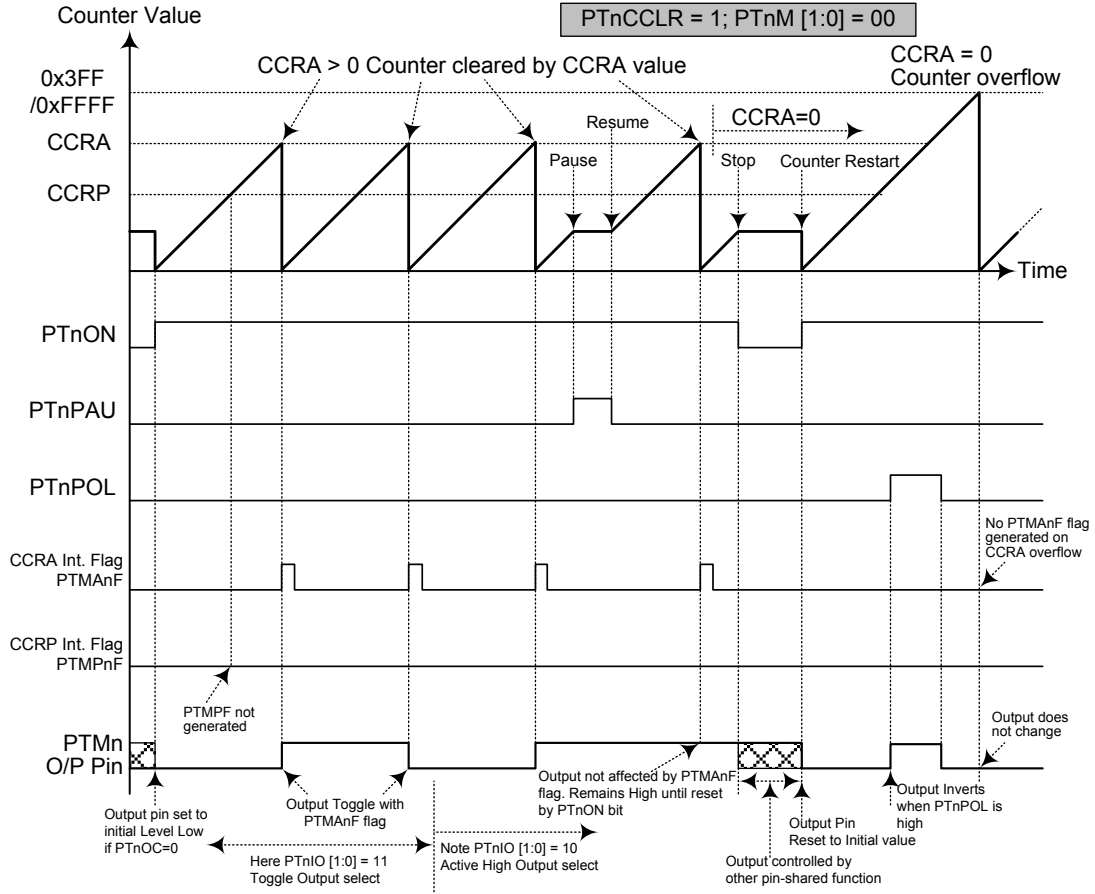 Counter Value
PTnCCLR = 1; PTnM [1:0] = 00
0x3FF
/0xFFFF
CCRA > 0 Counter cleared by CCRA value
CCRA = 0
Counter overflow
CCRA
Resume
CCRA=0
Pause
Stop
Counter Restart
CCRP
Time
PTnON
PTnPAU
PTnPOL
No PTMAnF flag
generated on
CCRA overflow
CCRA Int. Flag
PTMAnF
CCRP Int. Flag
PTMPnF
PTMPF not
generated
Output does
not change
PTMn
O/P Pin
Output pin set to
initial Level Low
if PTnOC=0
Output Toggle with
PTMAnF flag
Output not affected by PTMAnF
flag. Remains High until reset
by PTnON bit
Output Inverts
when PTnPOL is
high
Output Pin
Reset to Initial value
Here PTnIO [1:0] = 11
Toggle Output select
Note PTnIO [1:0] = 10
Active High Output select
Output controlled by
other pin-shared function